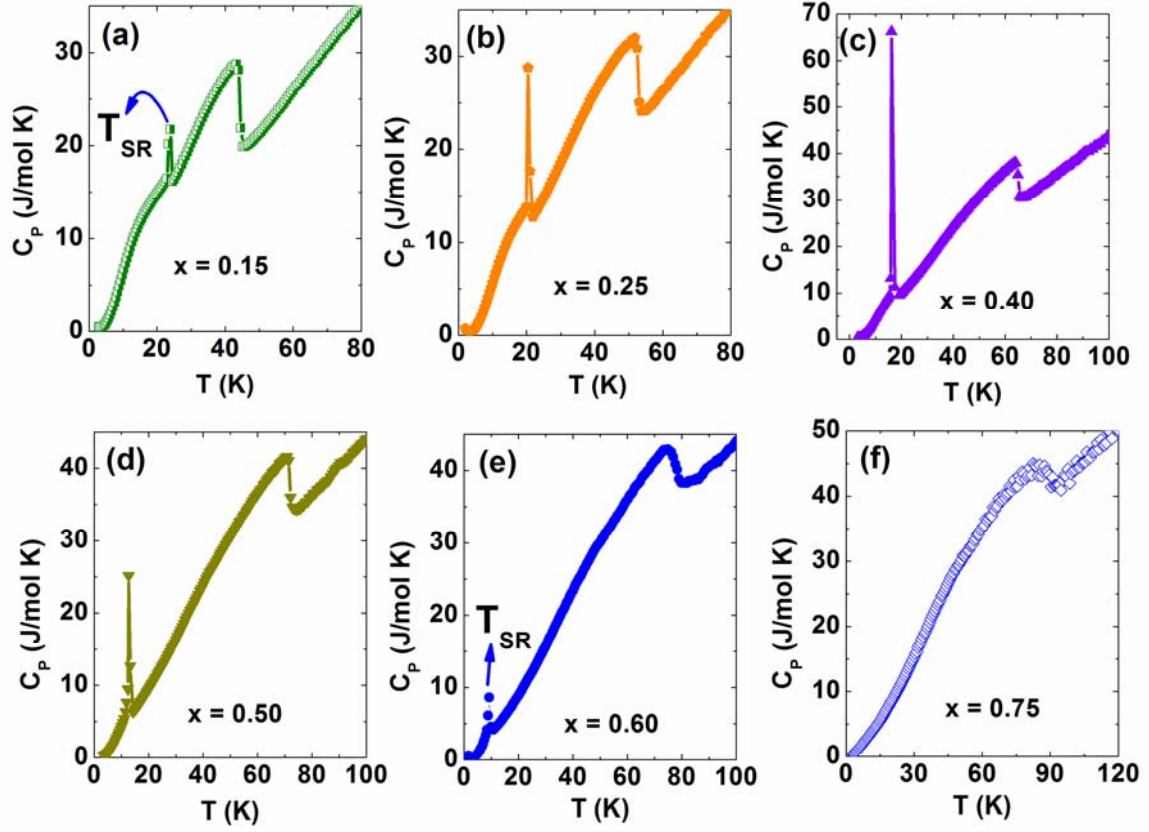 (a)
30
20
10
0
C_P (J/mol K)
T_SR
x = 0.15
0 20 40 60 80
T (K)
(b)
30
20
10
0
C_P (J/mol K)
x = 0.25
0 20 40 60 80
T (K)
(c)
70
60
50
40
30
20
10
0
C_P (J/mol K)
x = 0.40
0 20 40 60 80 100
T (K)
(d)
40
30
20
10
0
C_P (J/mol K)
x = 0.50
0 20 40 60 80 100
T (K)
(e)
40
30
20
10
0
C_P (J/mol K)
T_SR
x = 0.60
0 20 40 60 80 100
T (K)
(f)
50
40
30
20
10
0
C_P (J/mol K)
x = 0.75
0 30 60 90 120
T (K)